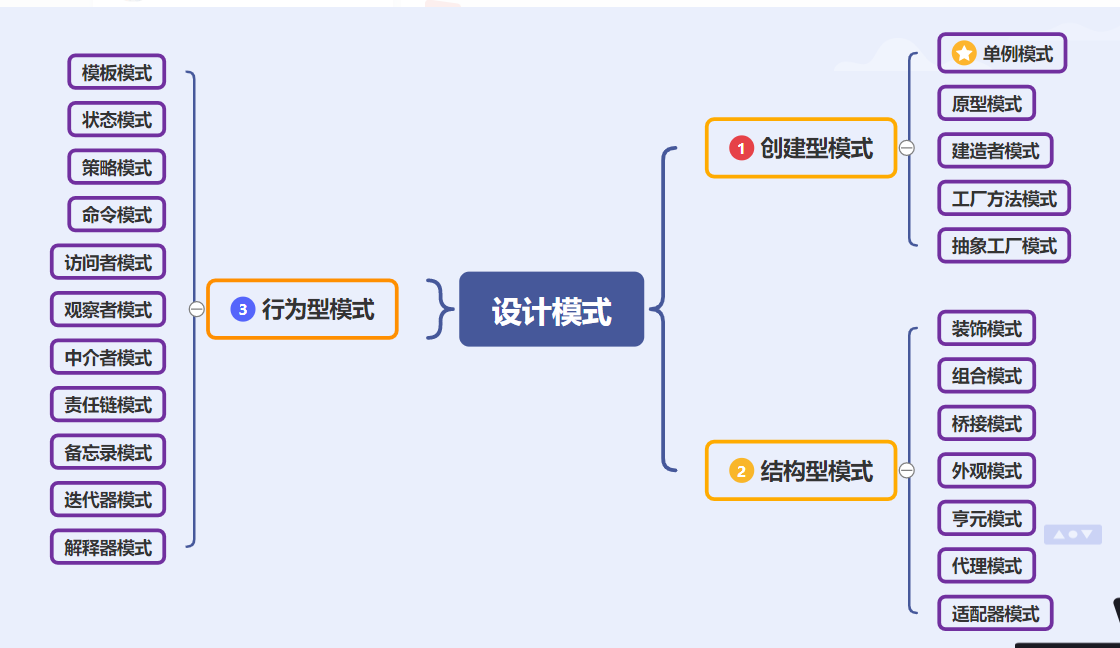 设计模式
1 创建型模式
单例模式
原型模式
建造者模式
工厂方法模式
抽象工厂模式
2 结构型模式
装饰模式
组合模式
桥接模式
外观模式
亨元模式
代理模式
适配器模式
3 行为型模式
模板模式
状态模式
策略模式
命令模式
访问者模式
观察者模式
中介者模式
责任链模式
备忘录模式
迭代器模式
解释器模式